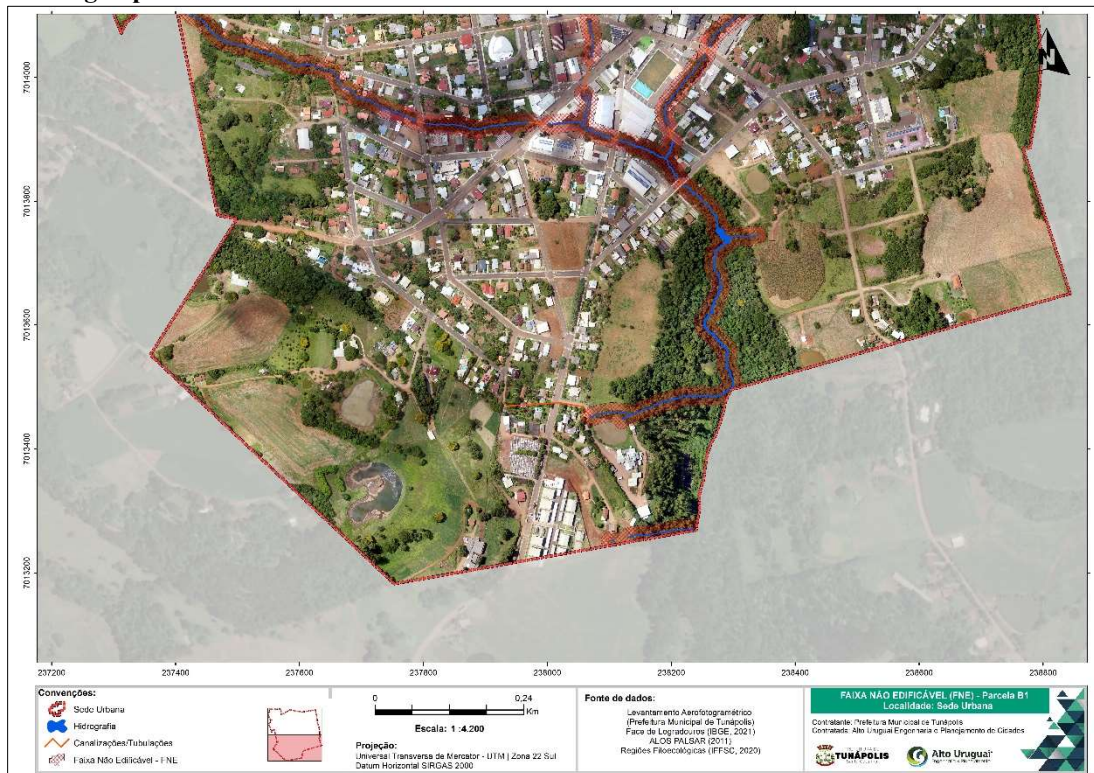 N
7014000
7013800
7013600
7013400
7013200
237200
237400
237600
237800
238000
238200
238400
238600
238800
Convenções:
Sede Urbana
Hidrografia
Canalizações/Tubulações
Faixa Não Edificável - FNE
0 0,24
Km
Escala: 1 :4.200
Projeção:
Universal Transversa de Mercator - UTM | Zona 22 Sul
Datum Horizontal SIRGAS 2000
Fonte de dados:
Levantamento Aerofotogramétrico
(Prefeitura Municipal de Tunápolis)
Face de Logradouros (IBGE, 2021)
ALOS PALSAR (2011)
Regiões Fitoecológicas (IFFSC, 2020)
FAIXA NÃO EDIFICÁVEL (FNE) - Parcela B1
Localidade: Sede Urbana
Contratante: Prefeitura Municipal de Tunápolis
Contratada: Alto Uruguai Engenharia e Planejamento de Cidades
TUNÁPOLIS
Alto Uruguai